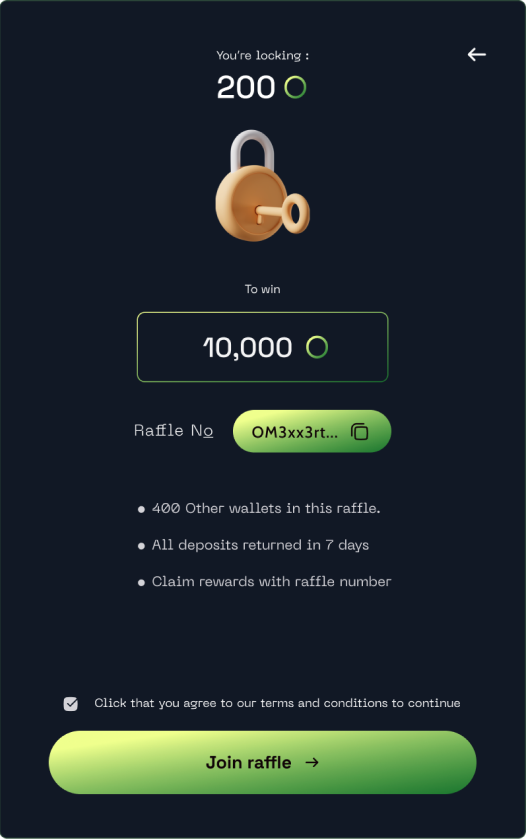 You're locking :
200
To win
10,000
Raffle No
OM3xx3rt...
400 Other wallets in this raffle.
All deposits returned in 7 days
Claim rewards with raffle number
Click that you agree to our terms and conditions to continue
Join raffle